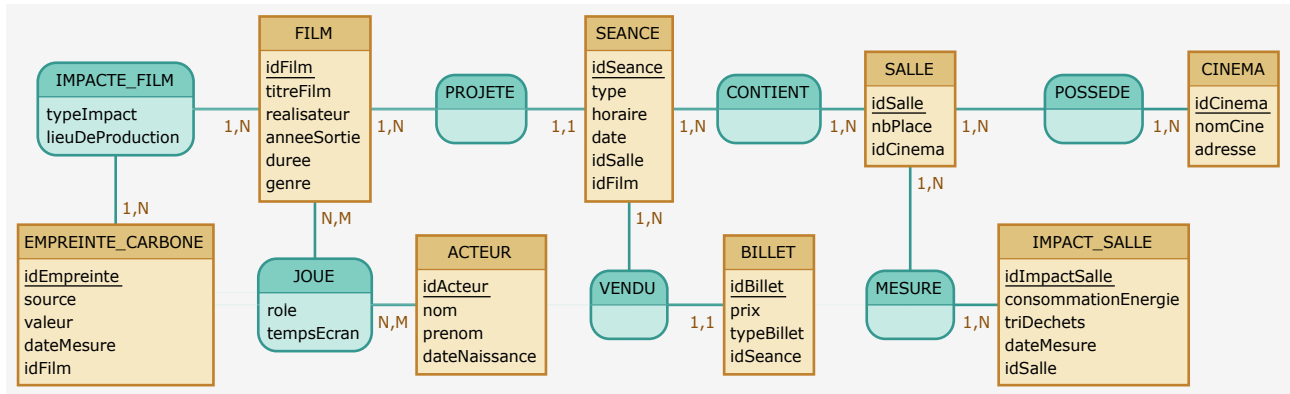 IMPACTE_FILM
typeImpact
lieuDeProduction
1,N
1,N
FILM
idFilm
titreFilm
realisateur
anneeSortie
duree
genre
1,N
N,M
PROJETE
1,1
SEANCE
idSeance
type
horaire
date
idSalle
idFilm
1,N
1,N
CONTIENT
1,N
SALLE
idSalle
nbPlace
idCinema
1,N
1,N
POSSEDE
1,N
CINEMA
idCinema
nomCine
adresse
EMPREINTE_CARBONE
idEmpreinte
source
valeur
dateMesure
idFilm
JOUE
role
tempsEcran
N,M
ACTEUR
idActeur
nom
prenom
dateNaissance
VENDU
1,1
BILLET
idBillet
prix
typeBillet
idSeance
MESURE
1,N
IMPACT_SALLE
idImpactSalle
consommationEnergie
triDechets
dateMesure
idSalle